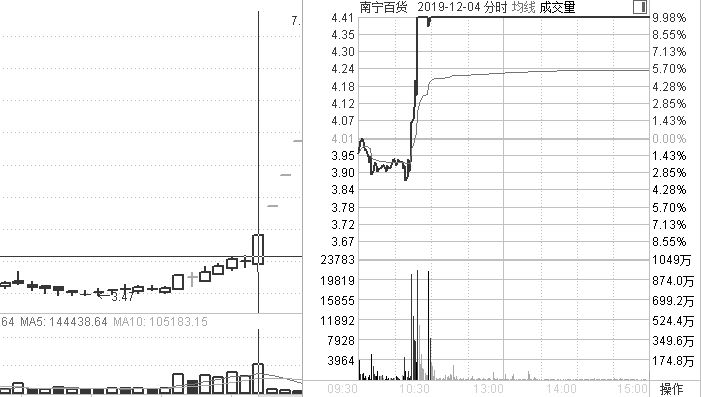 7.
3.47
64 MA5: 144438.64 MA10: 105183.15
南宁百货 2019-12-04 分时 均线 成交量
4.41 9.98%
4.35 8.55%
4.30 7.13%
4.24 5.70%
4.18 4.28%
4.12 2.85%
4.07 1.43%
4.01 0.00%
3.95 1.43%
3.90 2.85%
3.84 4.28%
3.78 5.70%
3.72 7.13%
3.67 8.55%
23783 1049万
19819 874.0万
15855 699.2万
11892 524.4万
7928 349.6万
3964 174.8万
09:30 10:30 13:00 14:00 15:00 操作